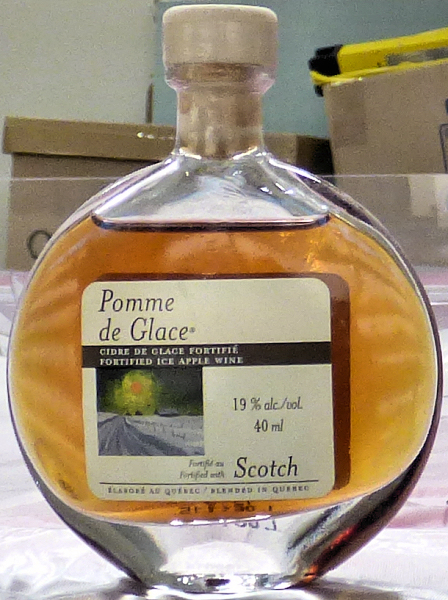 Pomme
de Glace®
CIDRE DE GLACE FORTIFIÉ
FORTIFIED ICE APPLE WINE
19 % alc./vol.
40 ml
Fortifié au
Fortified with Scotch
ÉLABORÉ AU QUÉBEC / BLENDED IN QUEBEC